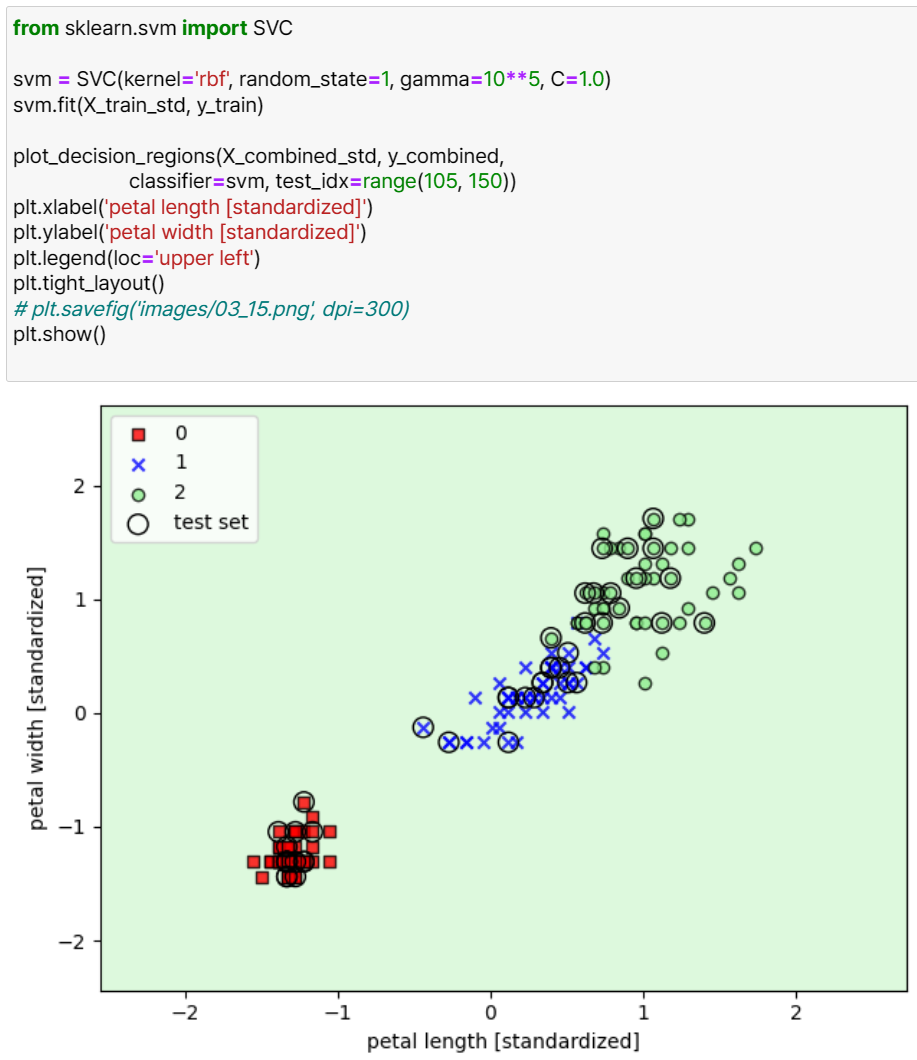 from sklearn.svm import SVC
svm = SVC(kernel='rbf', random_state=1, gamma=10**5, C=1.0)
svm.fit(X_train_std, y_train)
plot_decision_regions(X_combined_std, y_combined,
classifier=svm, test_idx=range(105, 150))
plt.xlabel('petal length [standardized]')
plt.ylabel('petal width [standardized]')
plt.legend(loc='upper left')
plt.tight_layout()
# plt.savefig('images/03_15.png', dpi=300)
plt.show()
0
1
2
test set
2
1
0
−1
−2
petal width [standardized]
−2 −1 0 1 2
petal length [standardized]